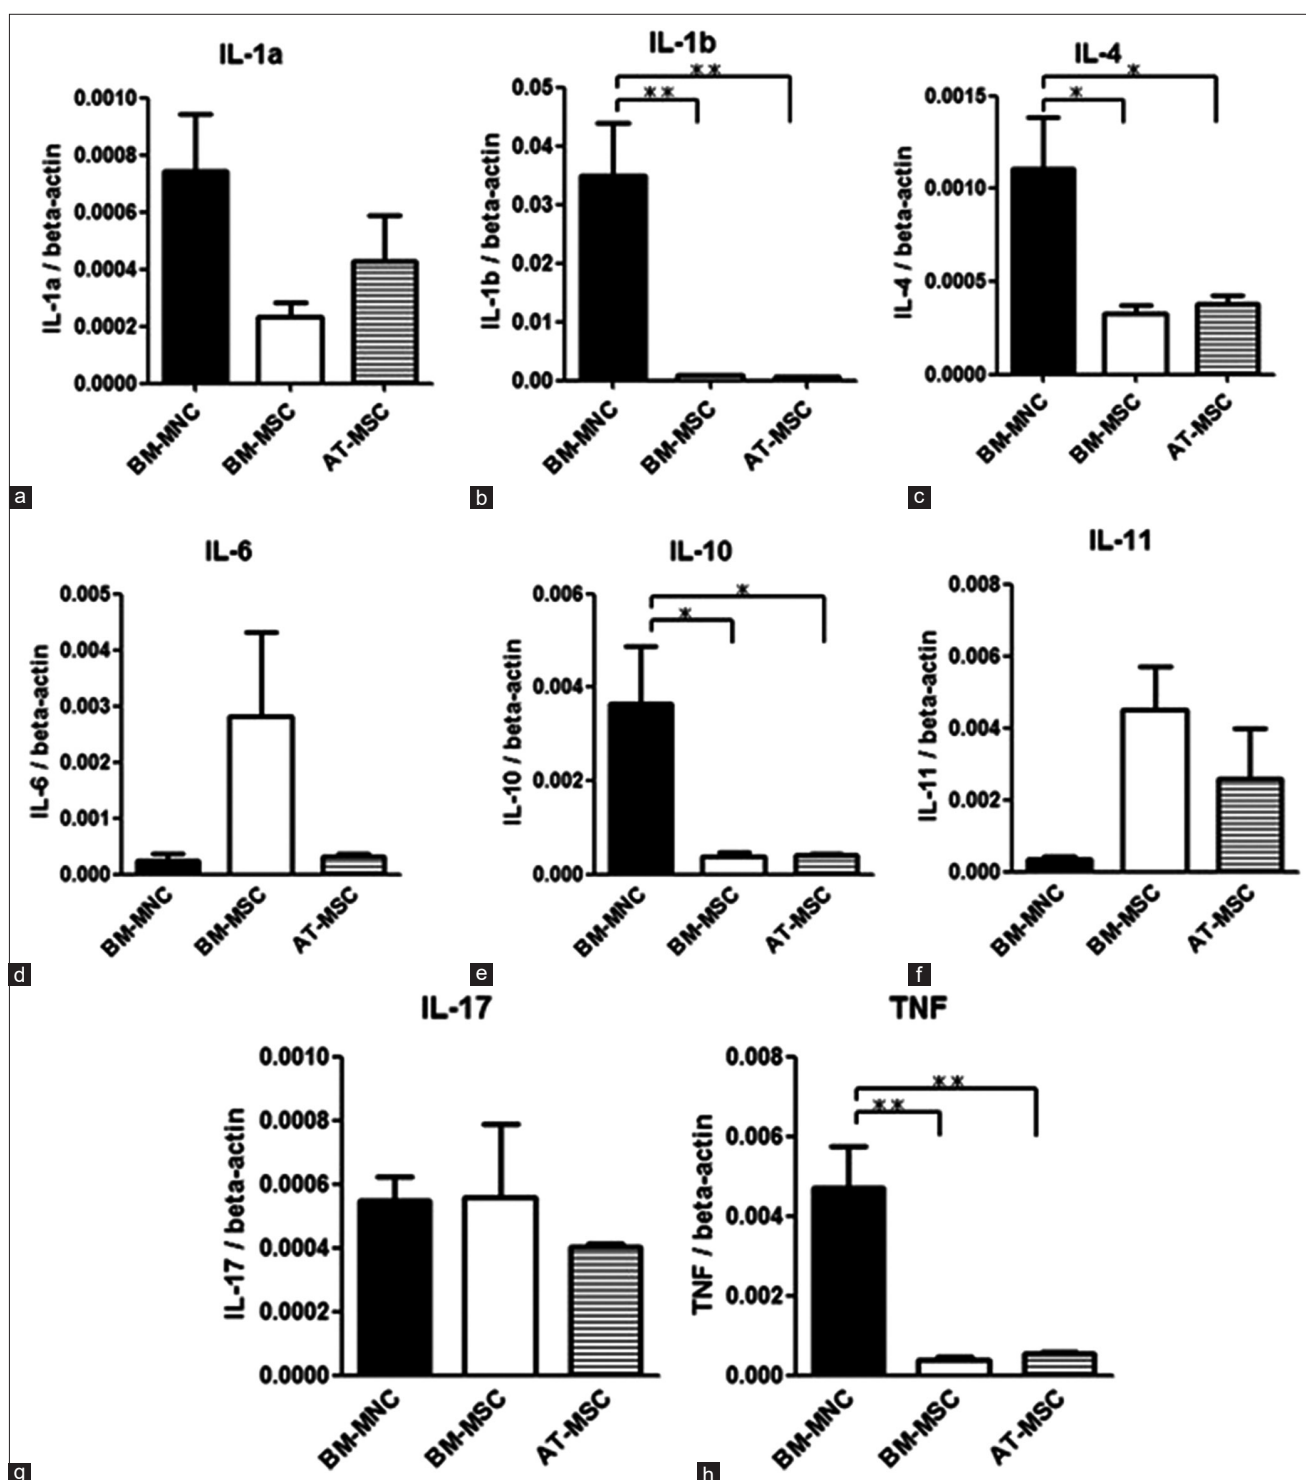 IL-1a
IL-1a / beta-actin
0.0010
0.0008
0.0006
0.0004
0.0002
0.0000
BM-MNC
BM-MSC
AT-MSC
a
IL-1b
**
**
IL-1b / beta-actin
0.05
0.04
0.03
0.02
0.01
0.00
BM-MNC
BM-MSC
AT-MSC
b
IL-4
*
*
IL-4 / beta-actin
0.0015
0.0010
0.0005
0.0000
BM-MNC
BM-MSC
AT-MSC
c
IL-6
IL-6 / beta-actin
0.005
0.004
0.003
0.002
0.001
0.000
BM-MNC
BM-MSC
AT-MSC
d
IL-10
*
*
IL-10 / beta-actin
0.006
0.004
0.002
0.000
BM-MNC
BM-MSC
AT-MSC
e
IL-11
IL-11 / beta-actin
0.008
0.006
0.004
0.002
0.000
BM-MNC
BM-MSC
AT-MSC
f
IL-17
IL-17 / beta-actin
0.0010
0.0008
0.0006
0.0004
0.0002
0.0000
BM-MNC
BM-MSC
AT-MSC
g
TNF
**
**
TNF / beta-actin
0.008
0.006
0.004
0.002
0.000
BM-MNC
BM-MSC
AT-MSC
h